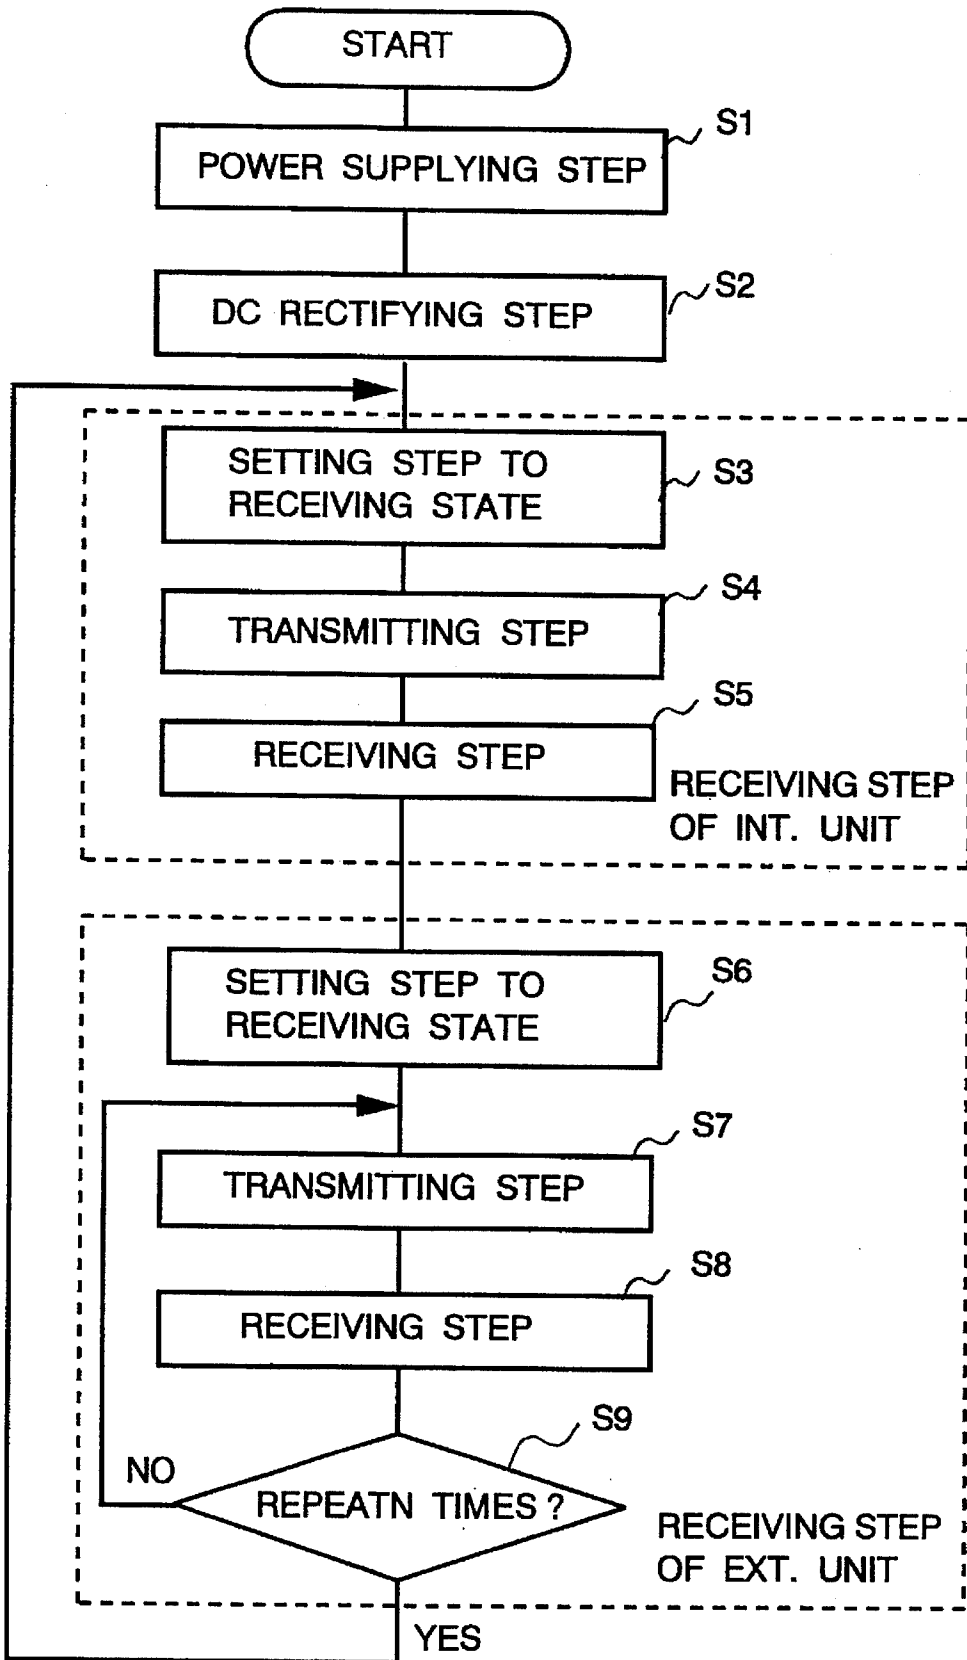 START
S1
POWER SUPPLYING STEP
S2
DC RECTIFYING STEP
SETTING STEP TO
RECEIVING STATE
S3
S4
TRANSMITTING STEP
S5
RECEIVING STEP
RECEIVING STEP
OF INT. UNIT
SETTING STEP TO
RECEIVING STATE
S6
S7
TRANSMITTING STEP
S8
RECEIVING STEP
S9
NO
REPEATN TIMES ?
RECEIVING STEP
OF EXT. UNIT
YES